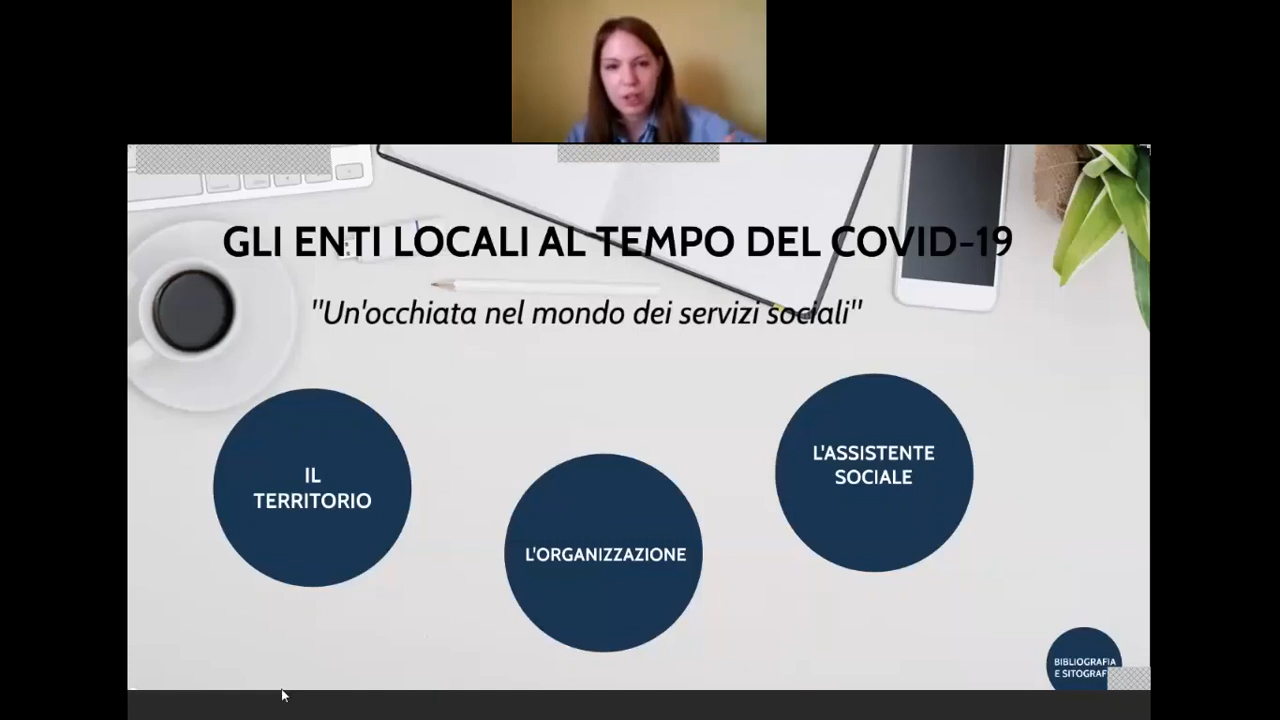 GLI ENTI LOCALI AL TEMPO DEL COVID-19
"Un'occhiata nel mondo dei servizi sociali"
IL
TERRITORIO
L'ORGANIZZAZIONE
L'ASSISTENTE
SOCIALE
BIBLIOGRAFIA
E